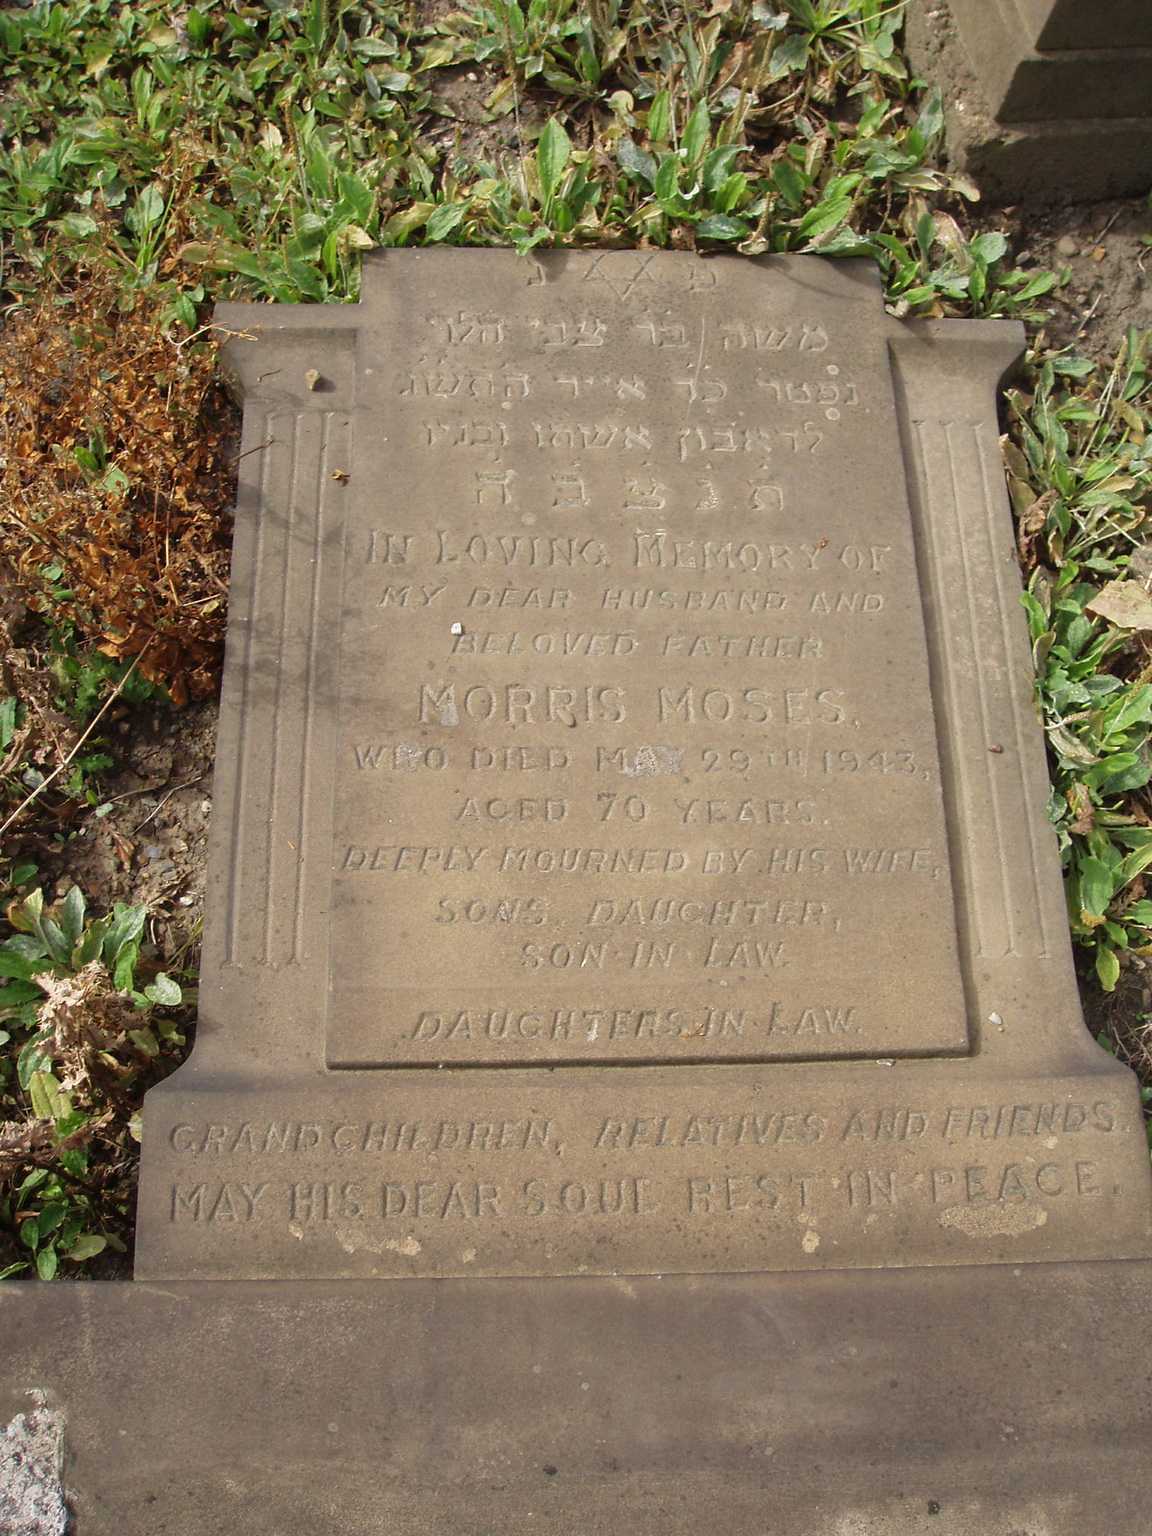 פ נ
משה בר צבי הלוי
נפטר כד אייר התשג
לדאבון אשתו ובניו
ת נ צ ב ה
IN LOVING MEMORY OF
MY DEAR HUSBAND AND
BELOVED FATHER
MORRIS MOSES,
WHO DIED MAY 29TH 1943,
AGED 70 YEARS.
DEEPLY MOURNED BY HIS WIFE,
SONS, DAUGHTER,
SON-IN-LAW.
DAUGHTERS-IN-LAW.
GRANDCHILDREN, RELATIVES AND FRIENDS.
MAY HIS DEAR SOUL REST IN PEACE.